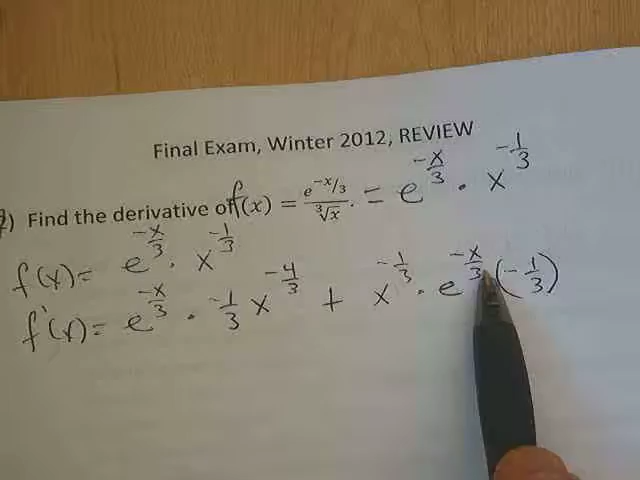 Final Exam, Winter 2012, REVIEW
2) Find the derivative of f(x) = e^(-x/3)/∛x. = e^(-x/3) · x^(-1/3)
f(x) = e^(-x/3) · x^(-1/3)
f'(x) = e^(-x/3) · -1/3 x^(-4/3) + x^(-1/3) · e^(-x/3) (-1/3)